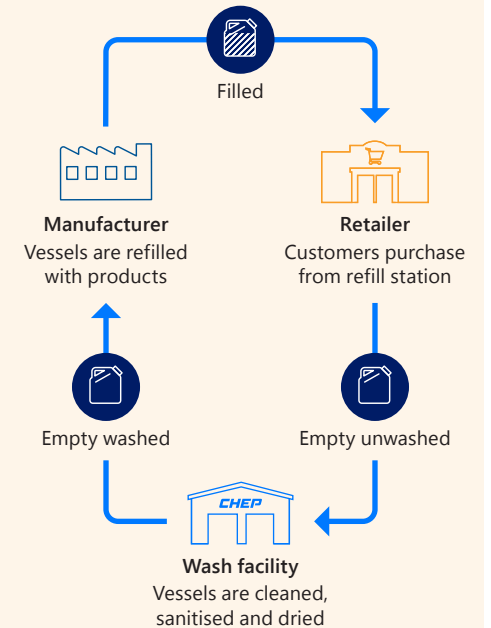 Filled
Manufacturer
Vessels are refilled
with products
Retailer
Customers purchase
from refill station
Empty washed
Empty unwashed
CHEP
Wash facility
Vessels are cleaned,
sanitised and dried